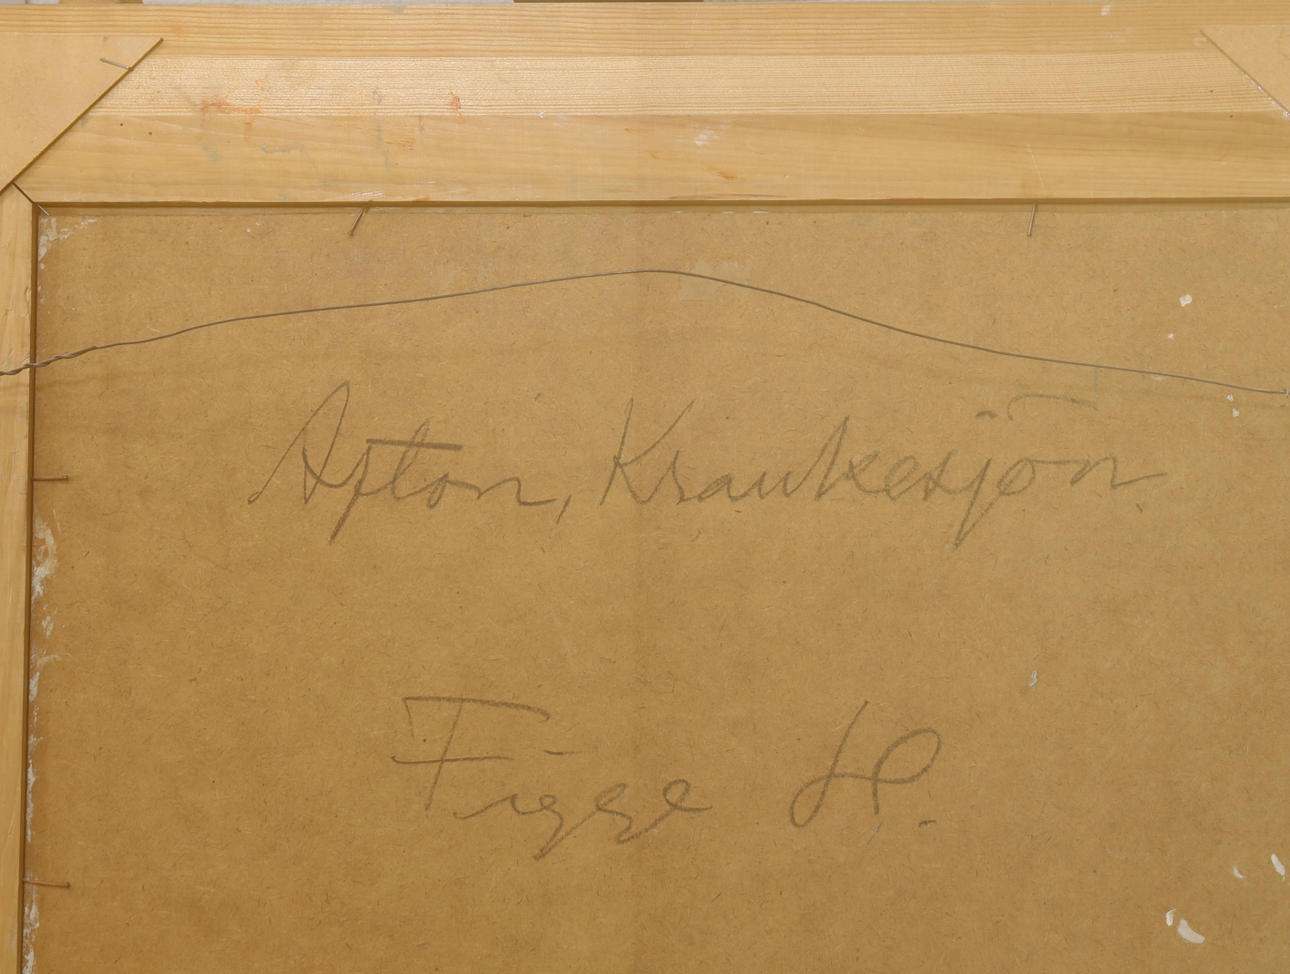 Afton, Krankesjön.
Figge H.